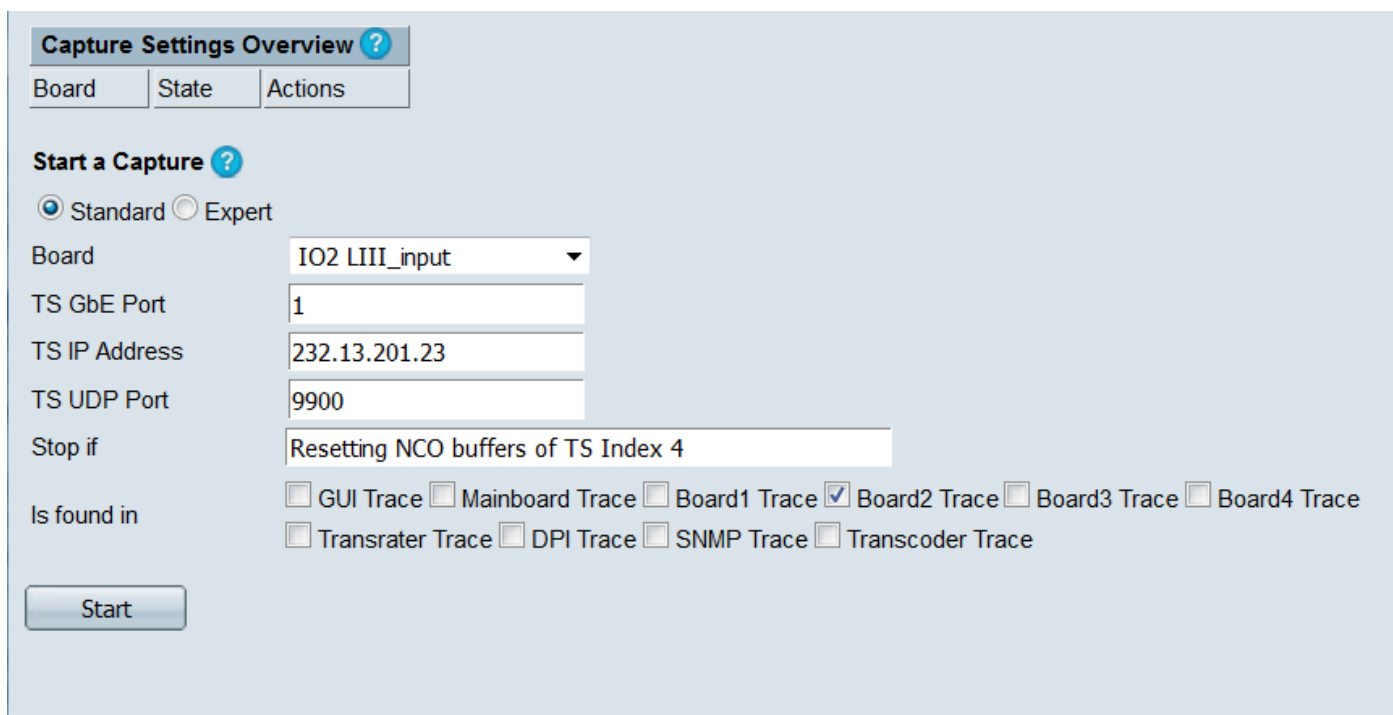 Capture Settings Overview ?
Board State Actions
Start a Capture ?
Standard Expert
Board IO2 LIII_input
TS GbE Port 1
TS IP Address 232.13.201.23
TS UDP Port 9900
Stop if Resetting NCO buffers of TS Index 4
Is found in GUI Trace Mainboard Trace Board1 Trace Board2 Trace Board3 Trace Board4 Trace
Transrater Trace DPI Trace SNMP Trace Transcoder Trace
Start